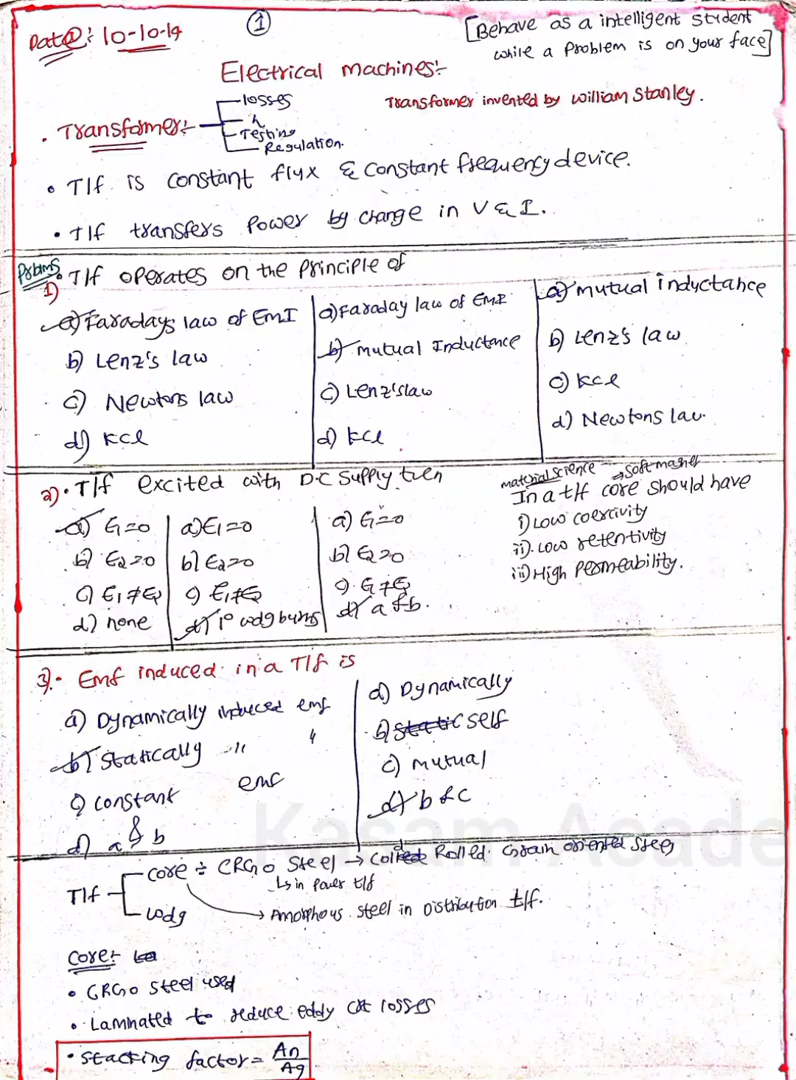 Date: 10-10-19
①
[Behave as a intelligent student
while a Problem is on your face]
Electrical machines:-
Transformer:-
losses
η
Testing
Regulation.
Transformer invented by William Stanley.
• T/f is constant flux & constant frequency device.
• T/f transfers Power by change in V & I.
Problems
1)
• T/f operates on the principle of
a) Faradays law of EMI
b) Lenz's law
c) Newtons law
d) kcl
a) Faraday law of EMI
b) Mutual Inductance
c) Lenz's law
d) kcl
a) mutual inductance
b) Lenz's law
c) kcl
d) Newtons law.
2) • T/f excited with D.C supply then
a) E1=0
b) E2=0
c) E1≠E2
d) none
a) E1=0
b) E2=0
c) E1≠E2
d) 1° wdg burns
a) E1=0
b) E2=0
c) E1≠E2
d) a & b.
material science → soft magnet
In a t/f core should have
i) Low coercivity
ii) Low retentivity
iii) High Permeability.
3) • Emf induced in a T/f is
a) Dynamically induced emf
b) Statically " "
c) constant emf
d) a & b
a) Dynamically
b) static self
c) mutual
d) b & c
T/f
core ÷ CRGO Steel → Colded Rolled Grain oriented Steel
↳ in Power t/f
→ Amorphous steel in Distribution t/f.
wdg
Core:-
• CRGO steel used
• Laminated to reduce eddy cnt losses
• Stacking factor = An/Ag
Kasam Acade